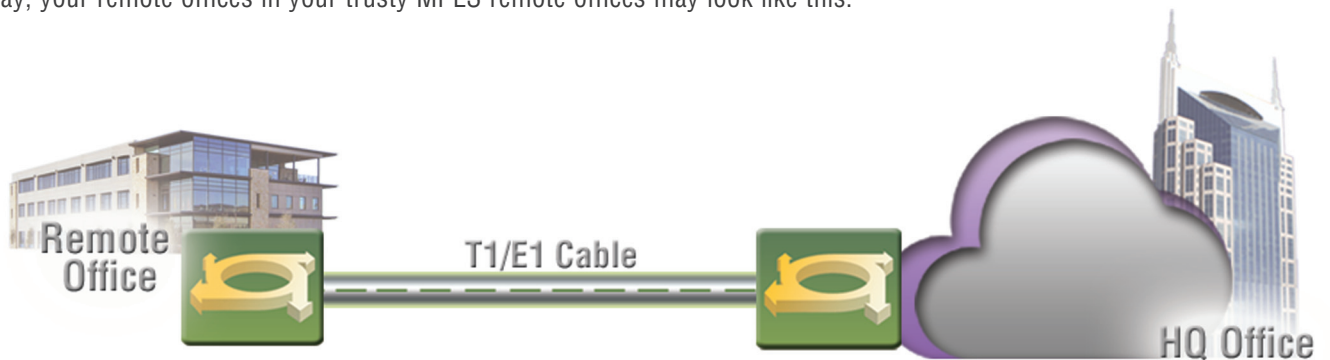 ay, your remote offices in your trusty MPLS remote offices may look like this:
Remote
Office
T1/E1 Cable
HQ Office